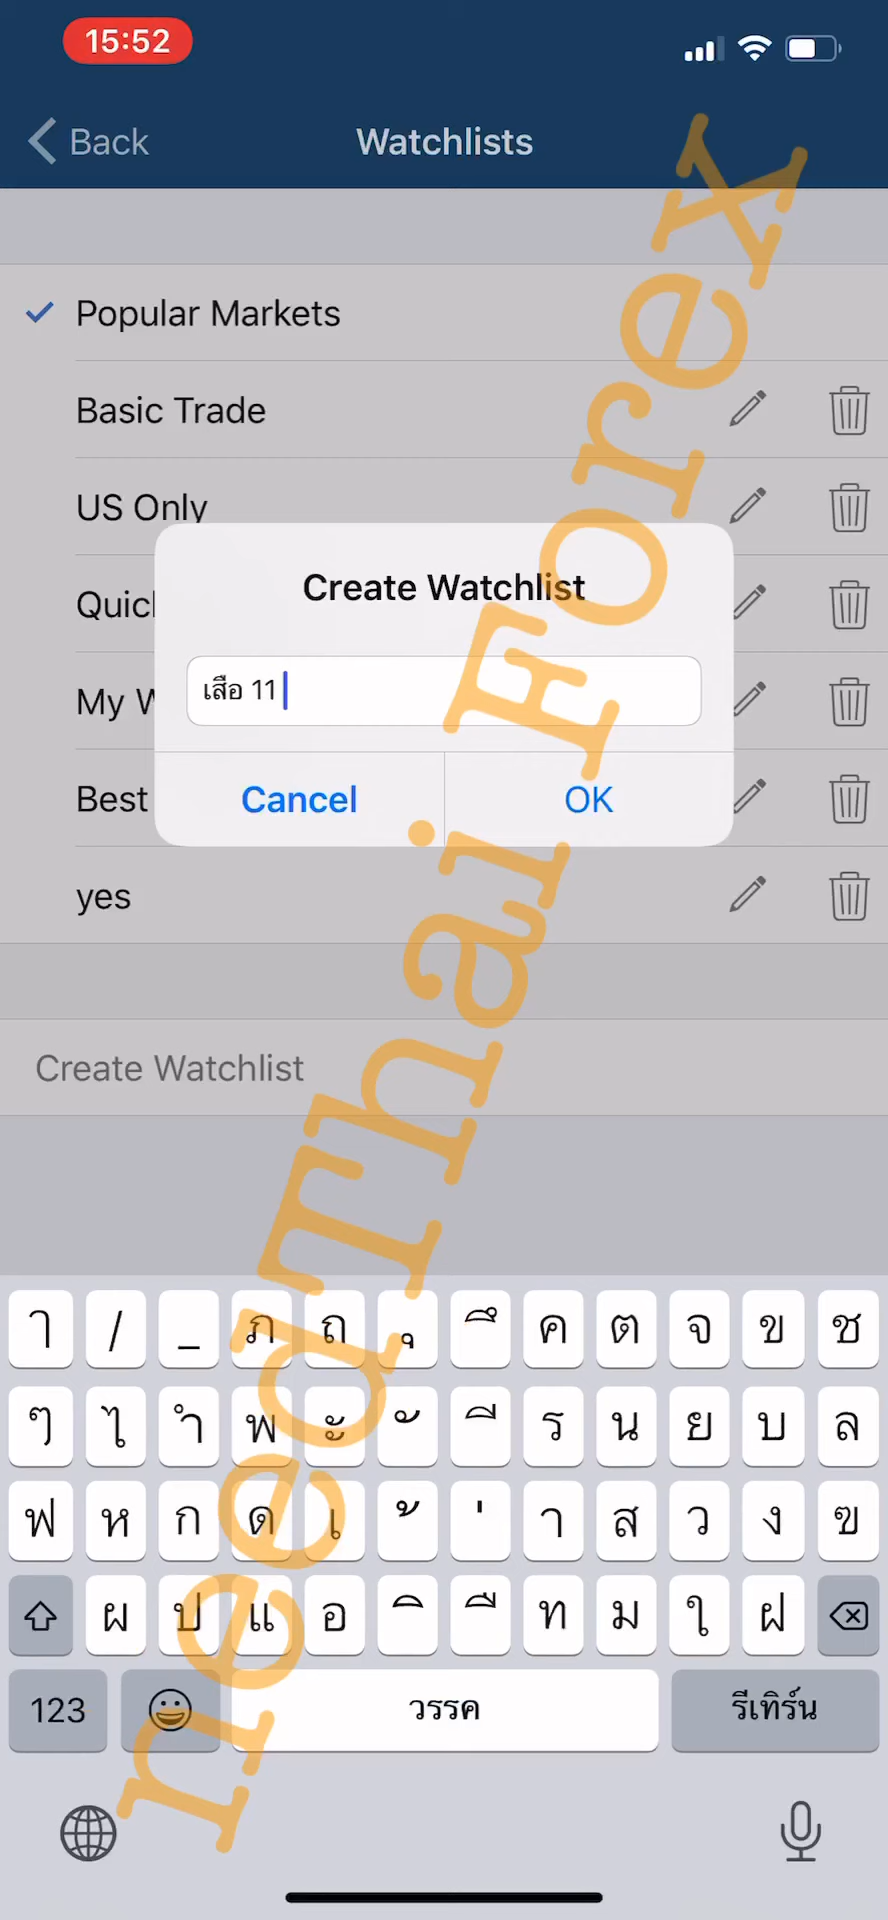 15:52
Back
Watchlists
Popular Markets
Basic Trade
US Only
Create Watchlist
เสือ 11
Cancel
OK
My
Best
yes
Create Watchlist
needThai Forex
ๅ / _ ภ ถ ุ ึ ค ต จ ข ช
ๆ ไ ำ พ ะ ั ี ร น ย บ ล
ฟ ห ก ด เ ้ ่ า ส ว ง ฃ
ผ ป แ อ ิ ื ท ม ใ ฝ
123 วรรค รีเทิร์น